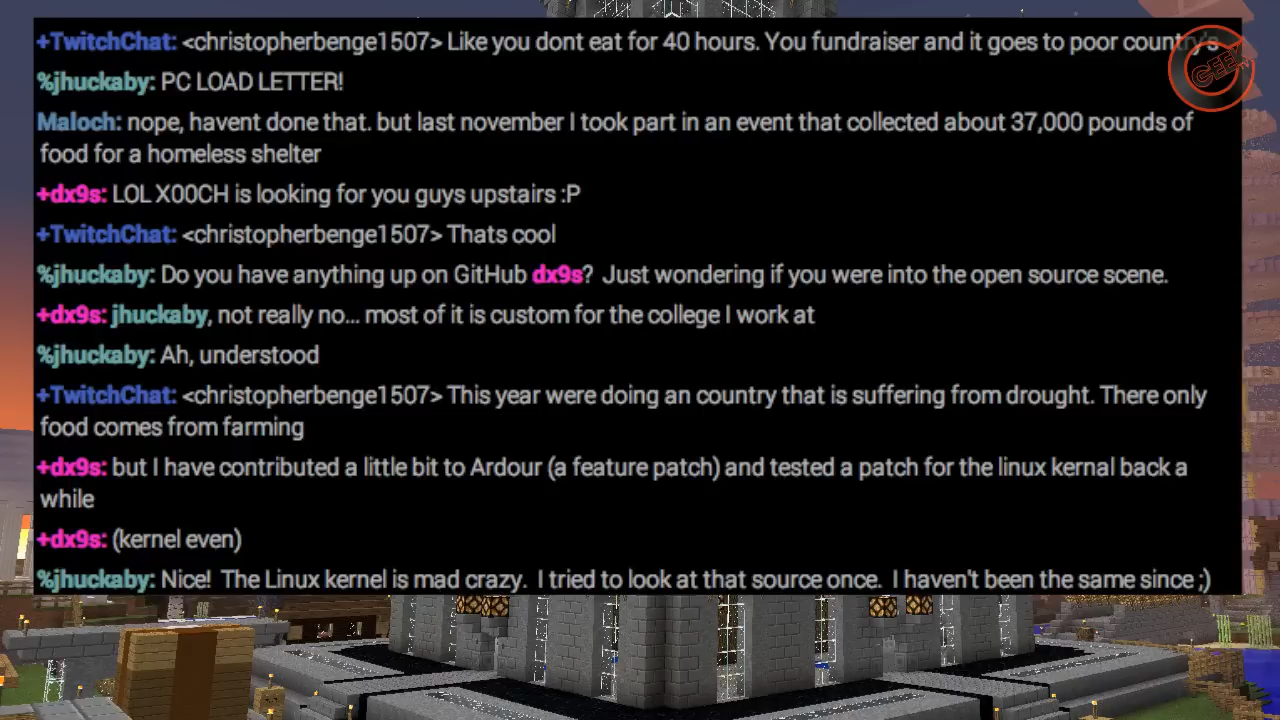 +TwitchChat: <christopherbenge1507> Like you dont eat for 40 hours. You fundraiser and it goes to poor country's
GEEK
%jhuckaby: PC LOAD LETTER!
Maloch: nope, havent done that. but last november I took part in an event that collected about 37,000 pounds of
food for a homeless shelter
+dx9s: LOL X00CH is looking for you guys upstairs :P
+TwitchChat: <christopherbenge1507> Thats cool
%jhuckaby: Do you have anything up on GitHub dx9s?  Just wondering if you were into the open source scene.
+dx9s: jhuckaby, not really no... most of it is custom for the college I work at
%jhuckaby: Ah, understood
+TwitchChat: <christopherbenge1507> This year were doing an country that is suffering from drought. There only
food comes from farming
+dx9s: but I have contributed a little bit to Ardour (a feature patch) and tested a patch for the linux kernal back a
while
+dx9s: (kernel even)
%jhuckaby: Nice!  The Linux kernel is mad crazy.  I tried to look at that source once.  I haven't been the same since ;)